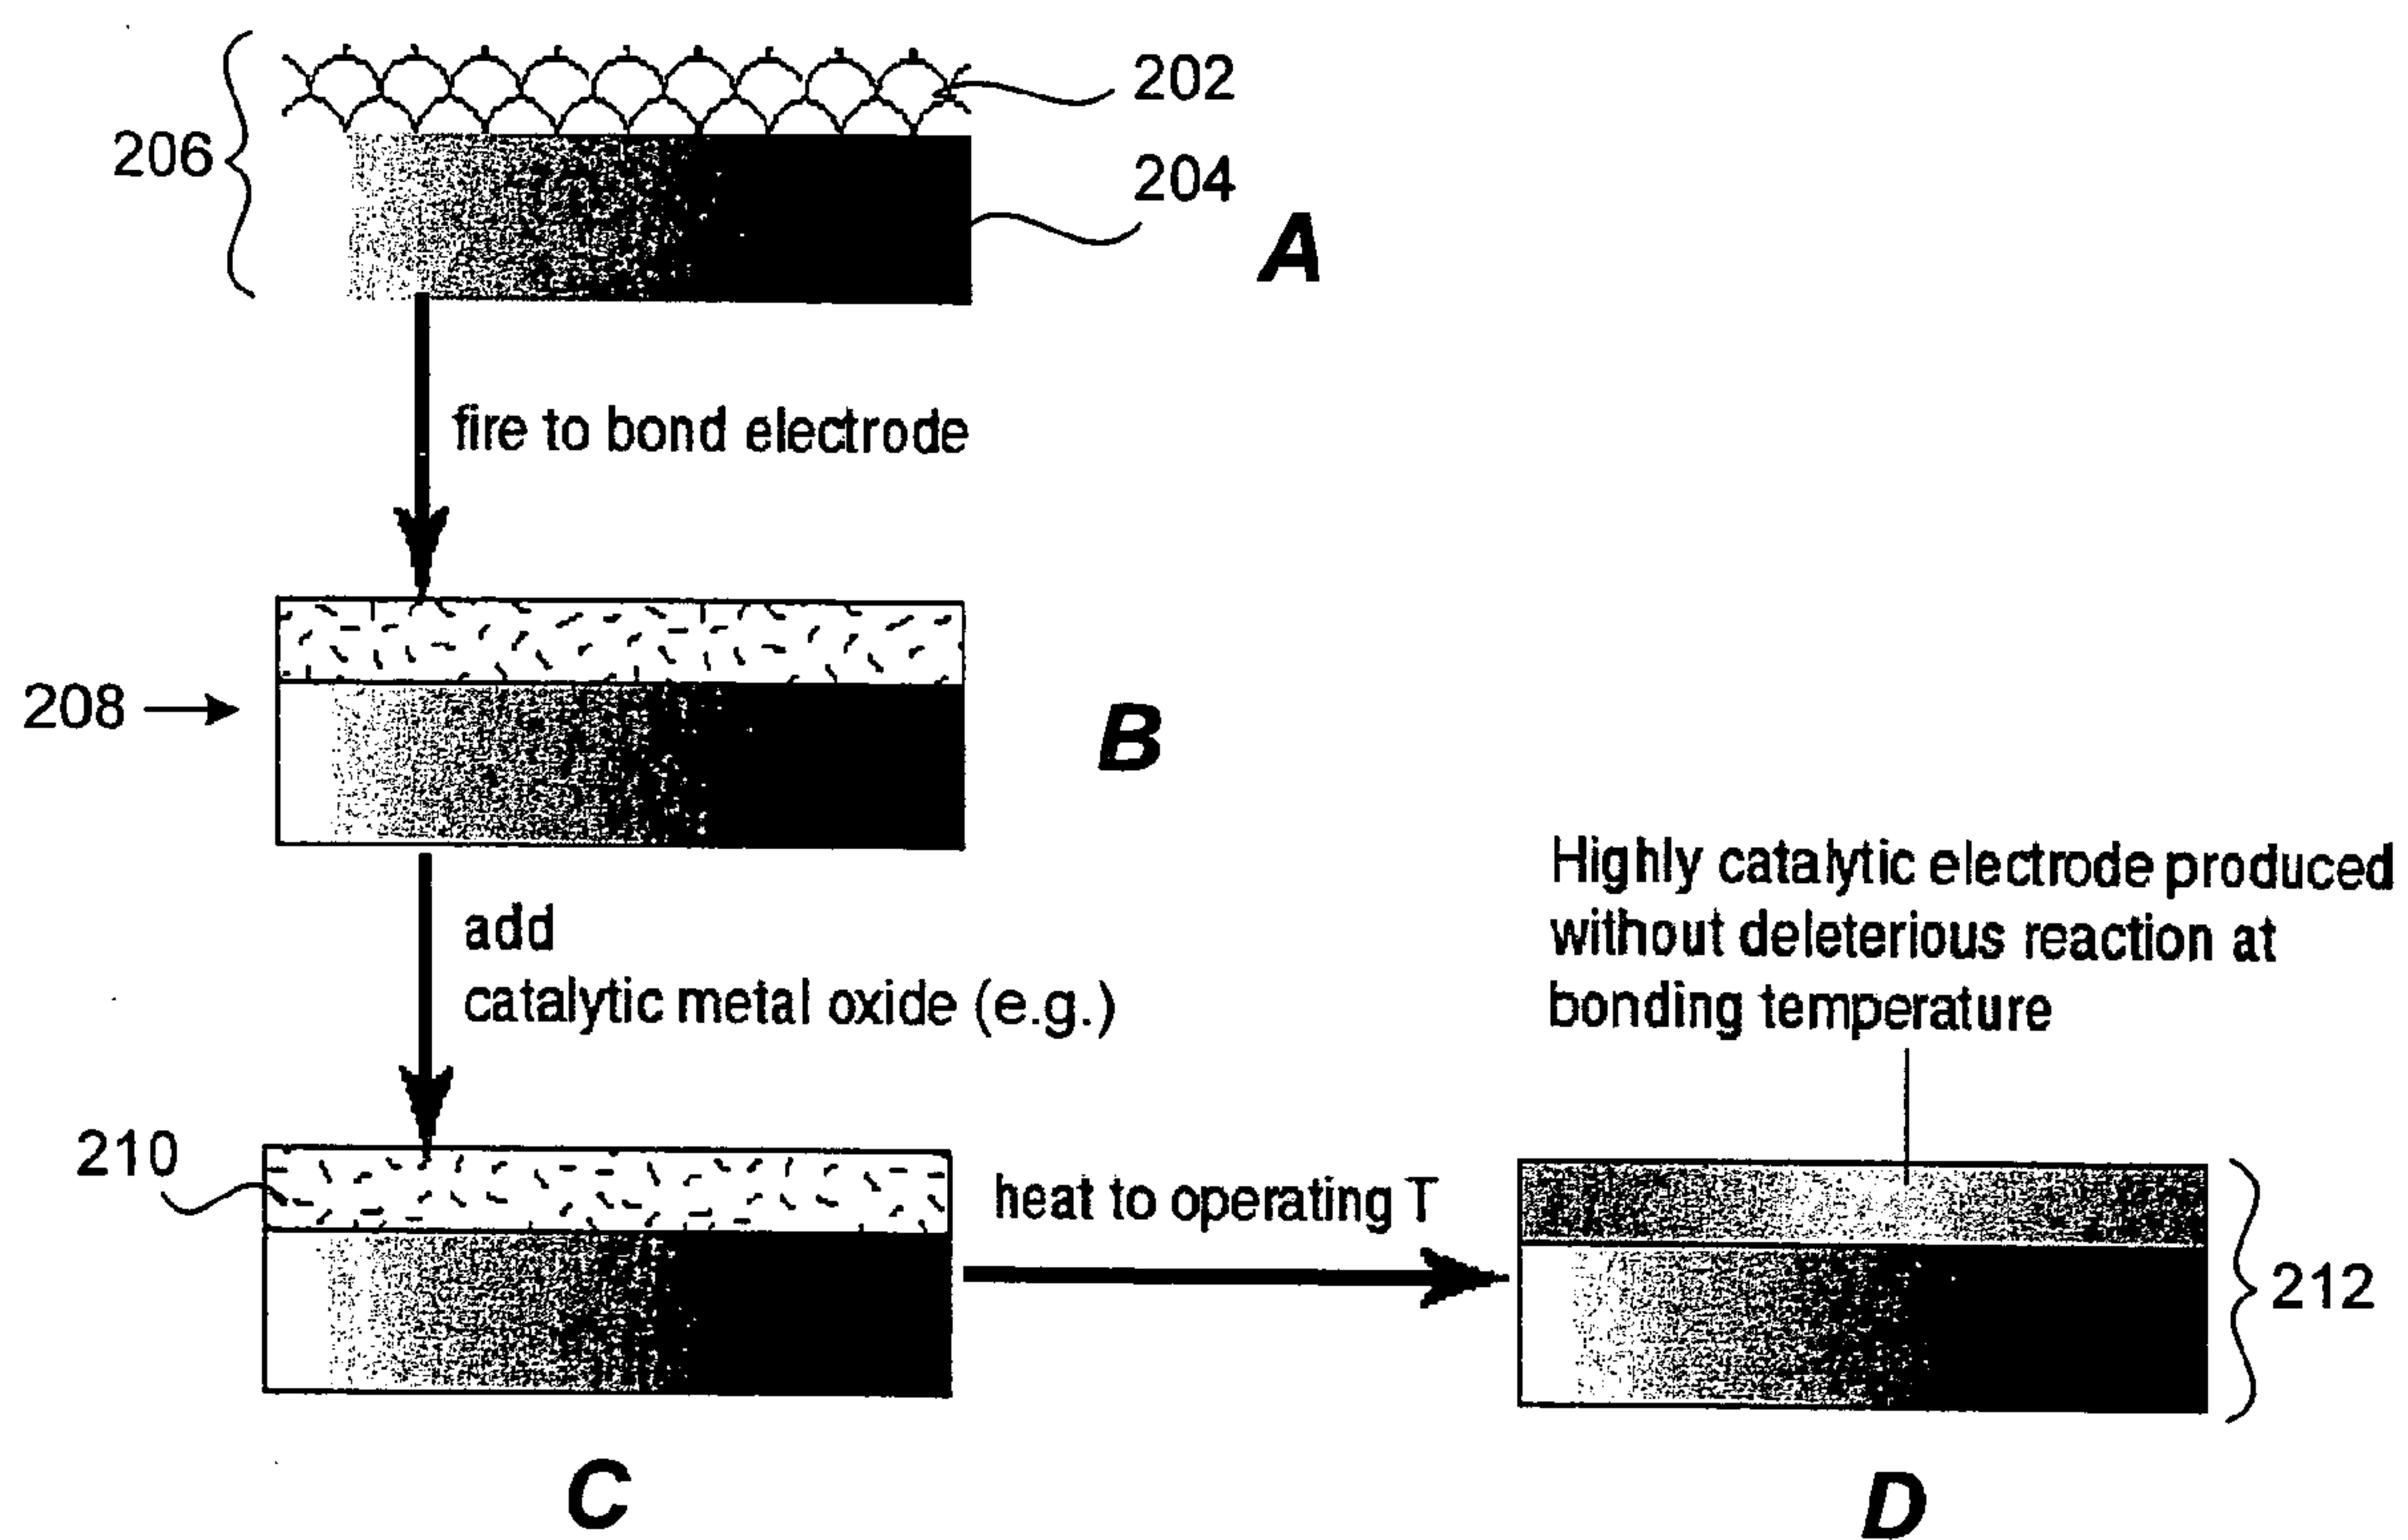 202
206
204
A
fire to bond electrode
208
B
add
catalytic metal oxide (e.g.)
Highly catalytic electrode produced
without deleterious reaction at
bonding temperature
210
heat to operating T
212
C
D